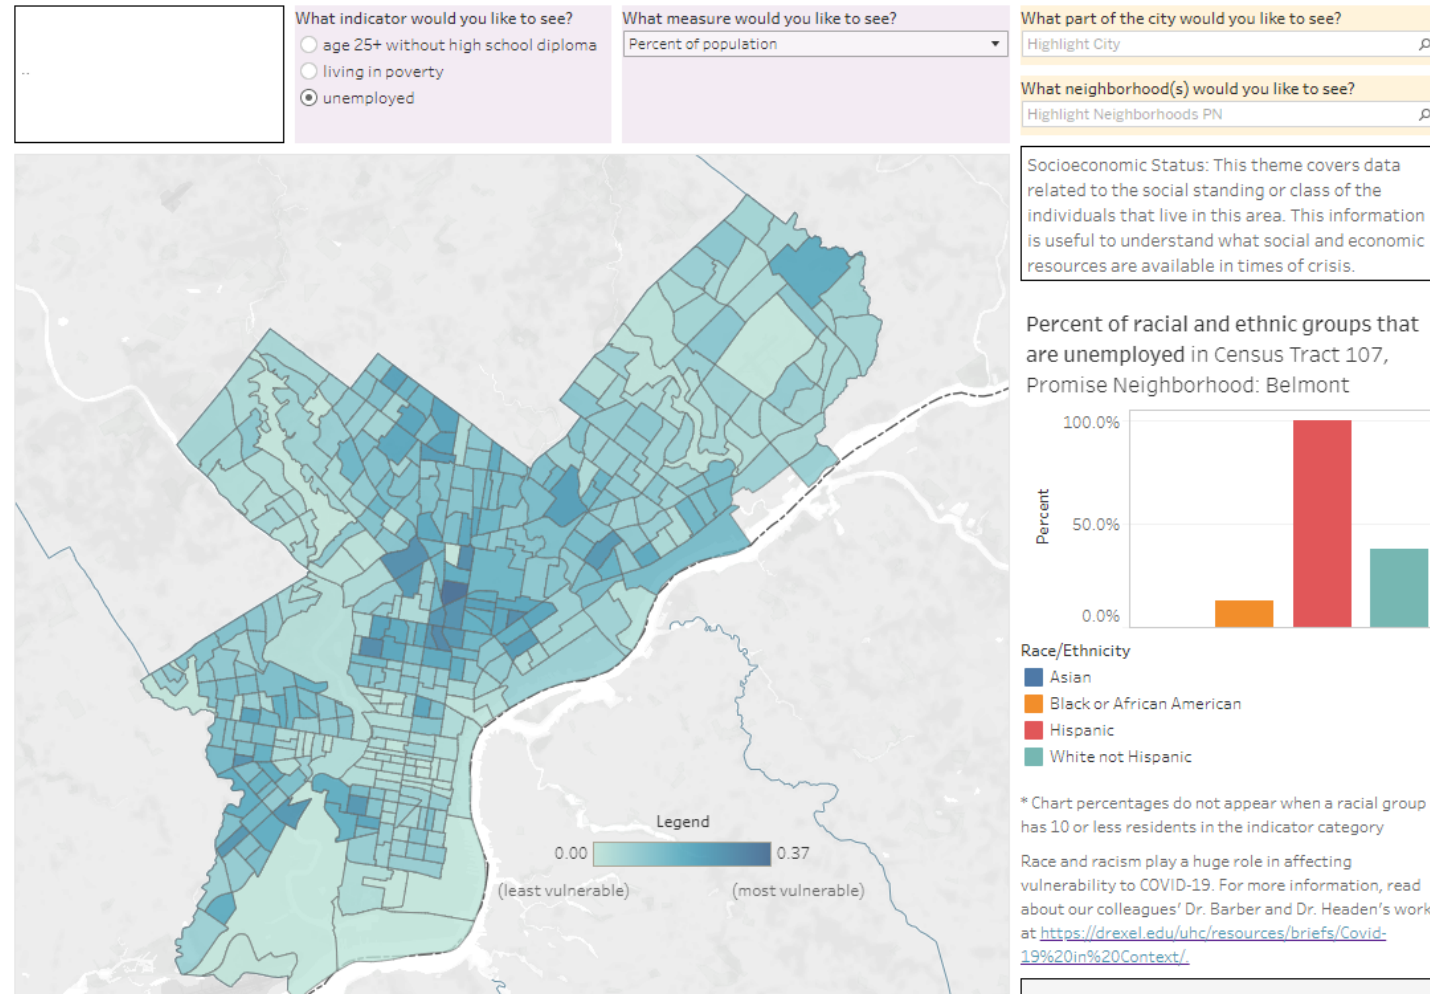 ..
What indicator would you like to see?
age 25+ without high school diploma
living in poverty
unemployed
What measure would you like to see?
Percent of population
What part of the city would you like to see?
Highlight City
What neighborhood(s) would you like to see?
Highlight Neighborhoods PN
Socioeconomic Status: This theme covers data
related to the social standing or class of the
individuals that live in this area. This information
is useful to understand what social and economic
resources are available in times of crisis.
Percent of racial and ethnic groups that
are unemployed in Census Tract 107,
Promise Neighborhood: Belmont
100.0%
50.0%
0.0%
Percent
Race/Ethnicity
Asian
Black or African American
Hispanic
White not Hispanic
* Chart percentages do not appear when a racial group
has 10 or less residents in the indicator category
Race and racism play a huge role in affecting
vulnerability to COVID-19. For more information, read
about our colleagues' Dr. Barber and Dr. Headen's work
at https://drexel.edu/uhc/resources/briefs/Covid-
19%20in%20Context/.
Legend
0.00
0.37
(least vulnerable)
(most vulnerable)